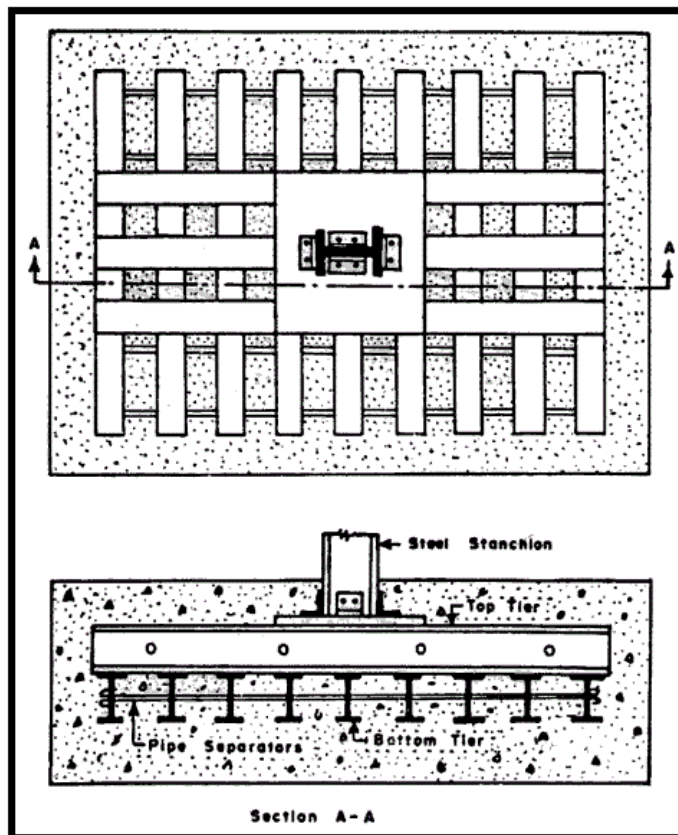 A A
Steel Stanchion
Top Tier
Pipe Separators
Bottom Tier
Section A-A